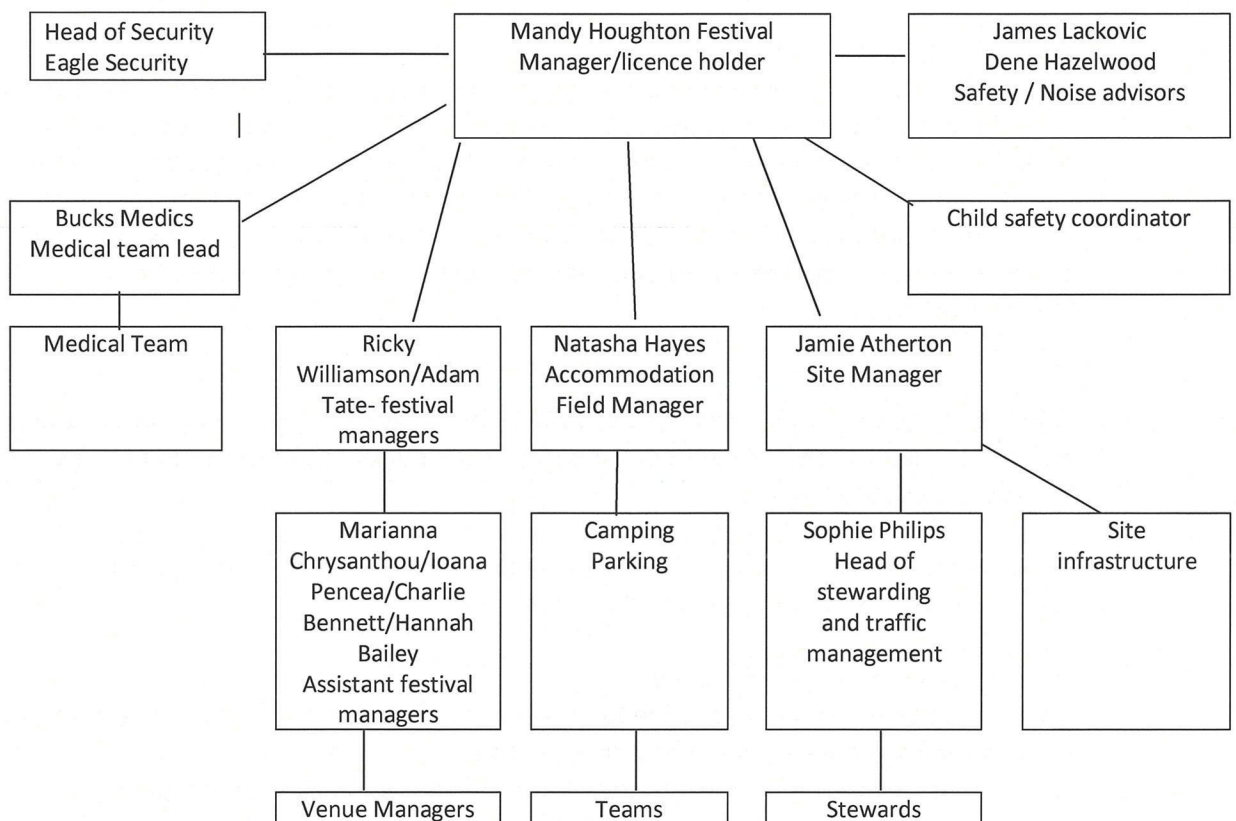 Head of Security
Eagle Security
Mandy Houghton Festival
Manager/licence holder
James Lackovic
Dene Hazelwood
Safety / Noise advisors
Bucks Medics
Medical team lead
Child safety coordinator
Medical Team
Ricky
Williamson/Adam
Tate- festival
managers
Natasha Hayes
Accommodation
Field Manager
Jamie Atherton
Site Manager
Marianna
Chrysanthou/Ioana
Pencea/Charlie
Bennett/Hannah
Bailey
Assistant festival
managers
Camping
Parking
Sophie Philips
Head of
stewarding
and traffic
management
Site
infrastructure
Venue Managers
Teams
Stewards